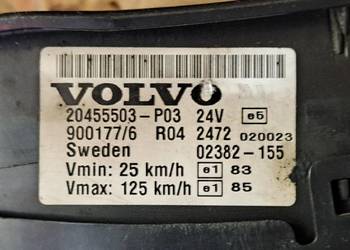 VOLVO
20455503-P03 24V e5
900177/6 R04 2472 020023
Sweden 02382-155
Vmin: 25 km/h e1 83
Vmax: 125 km/h e1 85